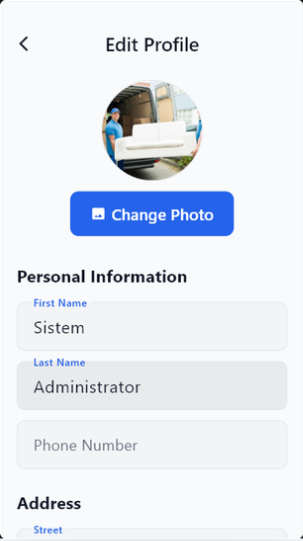 Edit Profile
Change Photo
Personal Information
First Name
Sistem
Last Name
Administrator
Phone Number
Address
Street